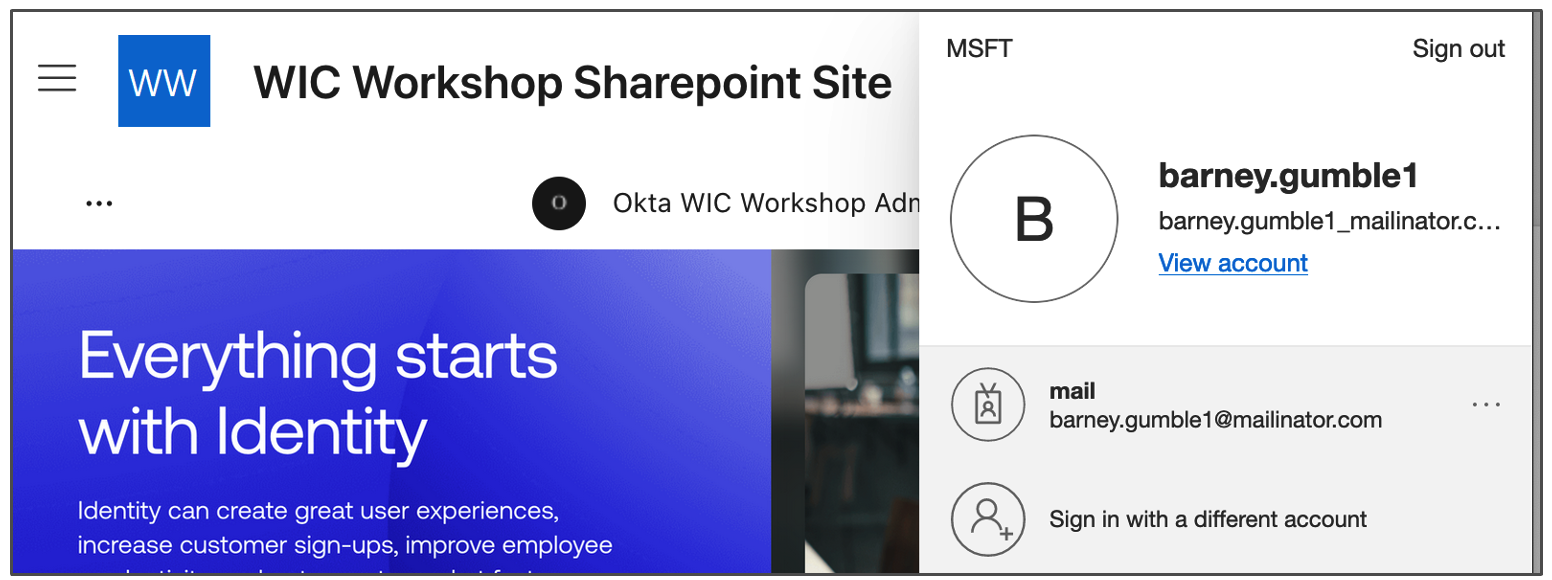 WW
WIC Workshop Sharepoint Site
...
O
Okta WIC Workshop Adm
Everything starts
with Identity
Identity can create great user experiences,
increase customer sign-ups, improve employee
MSFT
Sign out
B
barney.gumble1
barney.gumble1_mailinator.c...
View account
mail
barney.gumble1@mailinator.com
...
Sign in with a different account